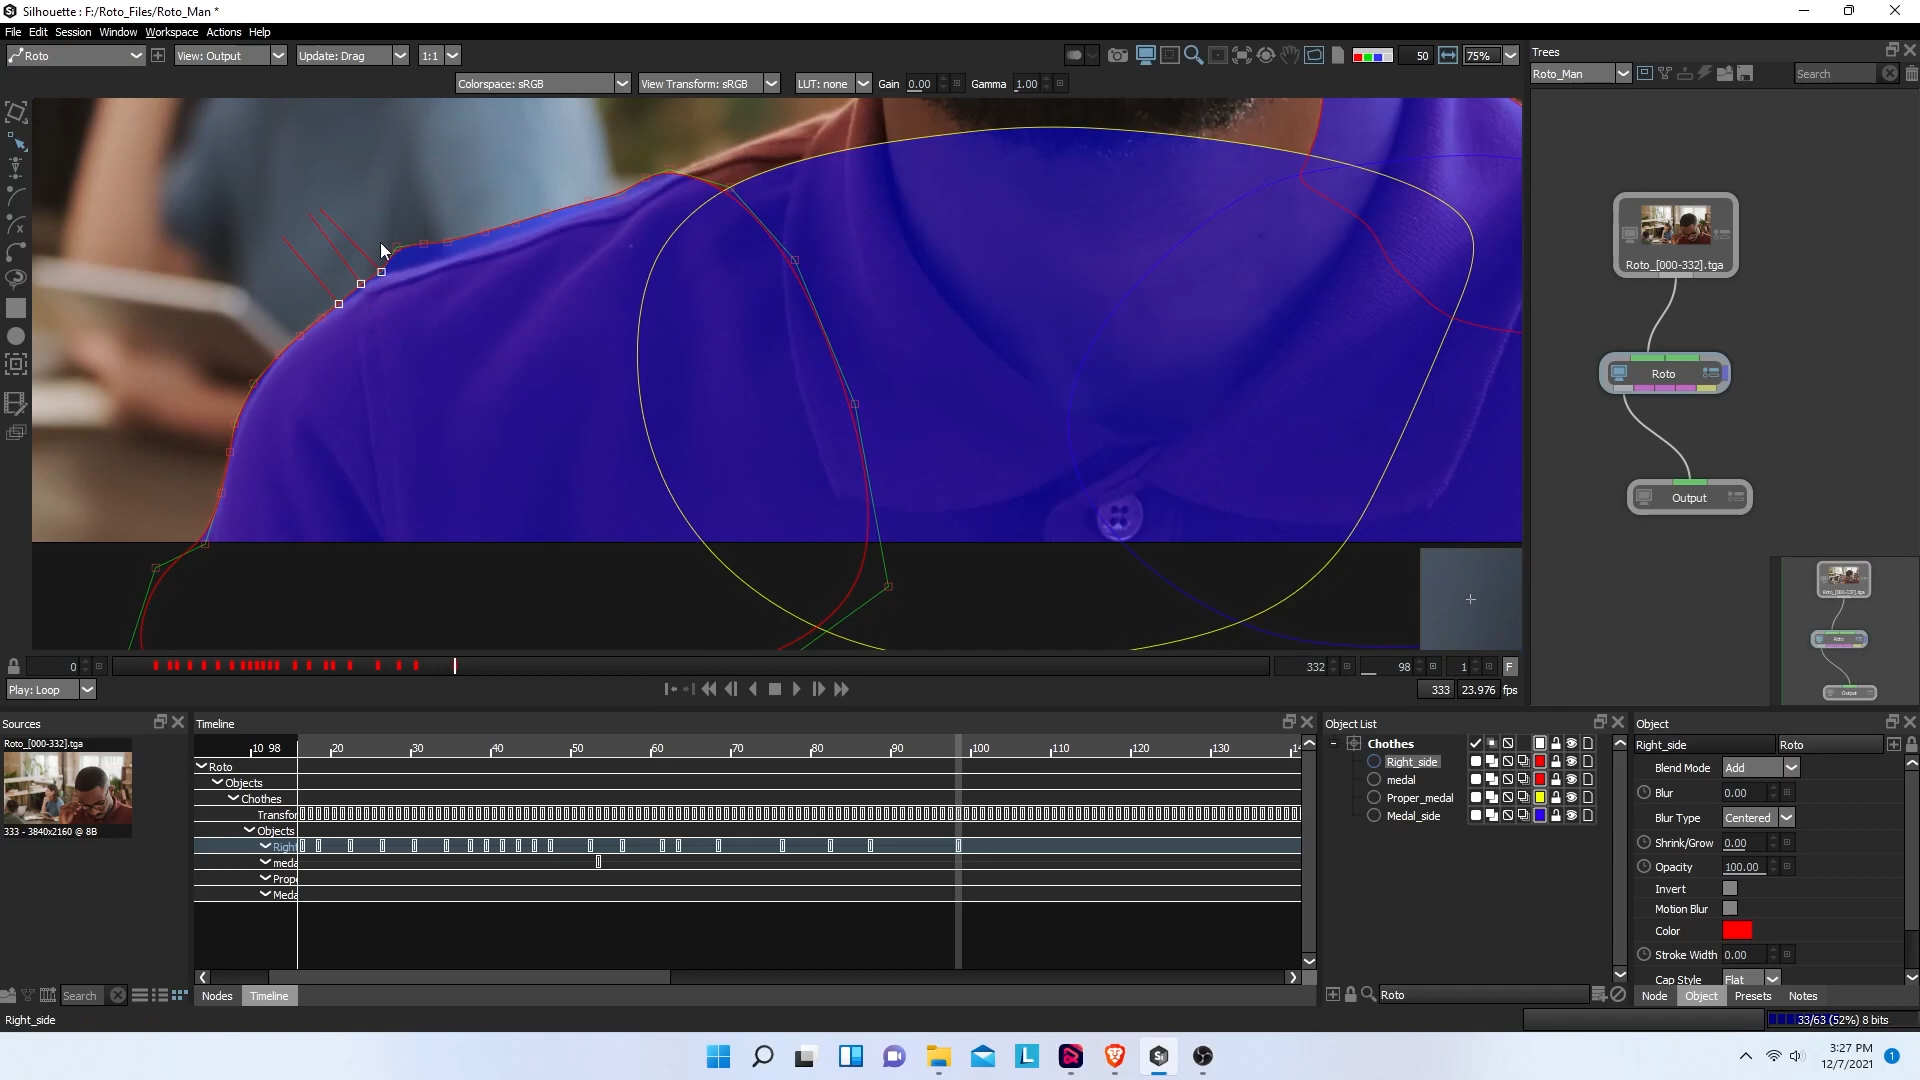 Silhouette : F:/Roto_Files/Roto_Man *
File Edit Session Window Workspace Actions Help
Roto View: Output Update: Drag 1:1 50 75%
Colorspace: sRGB View Transform: sRGB LUT: none Gain 0.00 Gamma 1.00
Trees
Roto_Man Search
Roto_[000-332].tga
Roto
Output
0 332 98 1 F
Play: Loop 333 23.976 fps
Sources
Roto_[000-332].tga
333 - 3840x2160 @ 8B
Search
Timeline
10 98 20 30 40 50 60 70 80 90 100 110 120 130 14
Roto
Objects
Chothes
Transfor
Objects
Right
meda
Prope
Meda
Nodes Timeline
Object List
Chothes
Right_side
medal
Proper_medal
Medal_side
Roto
Object
Right_side Roto
Blend Mode Add
Blur 0.00
Blur Type Centered
Shrink/Grow 0.00
Opacity 100.00
Invert
Motion Blur
Color
Stroke Width 0.00
Cap Style Flat
Node Object Presets Notes
Right_side
33/63 (52%) 8 bits
L Si
3:27 PM
12/7/2021
1